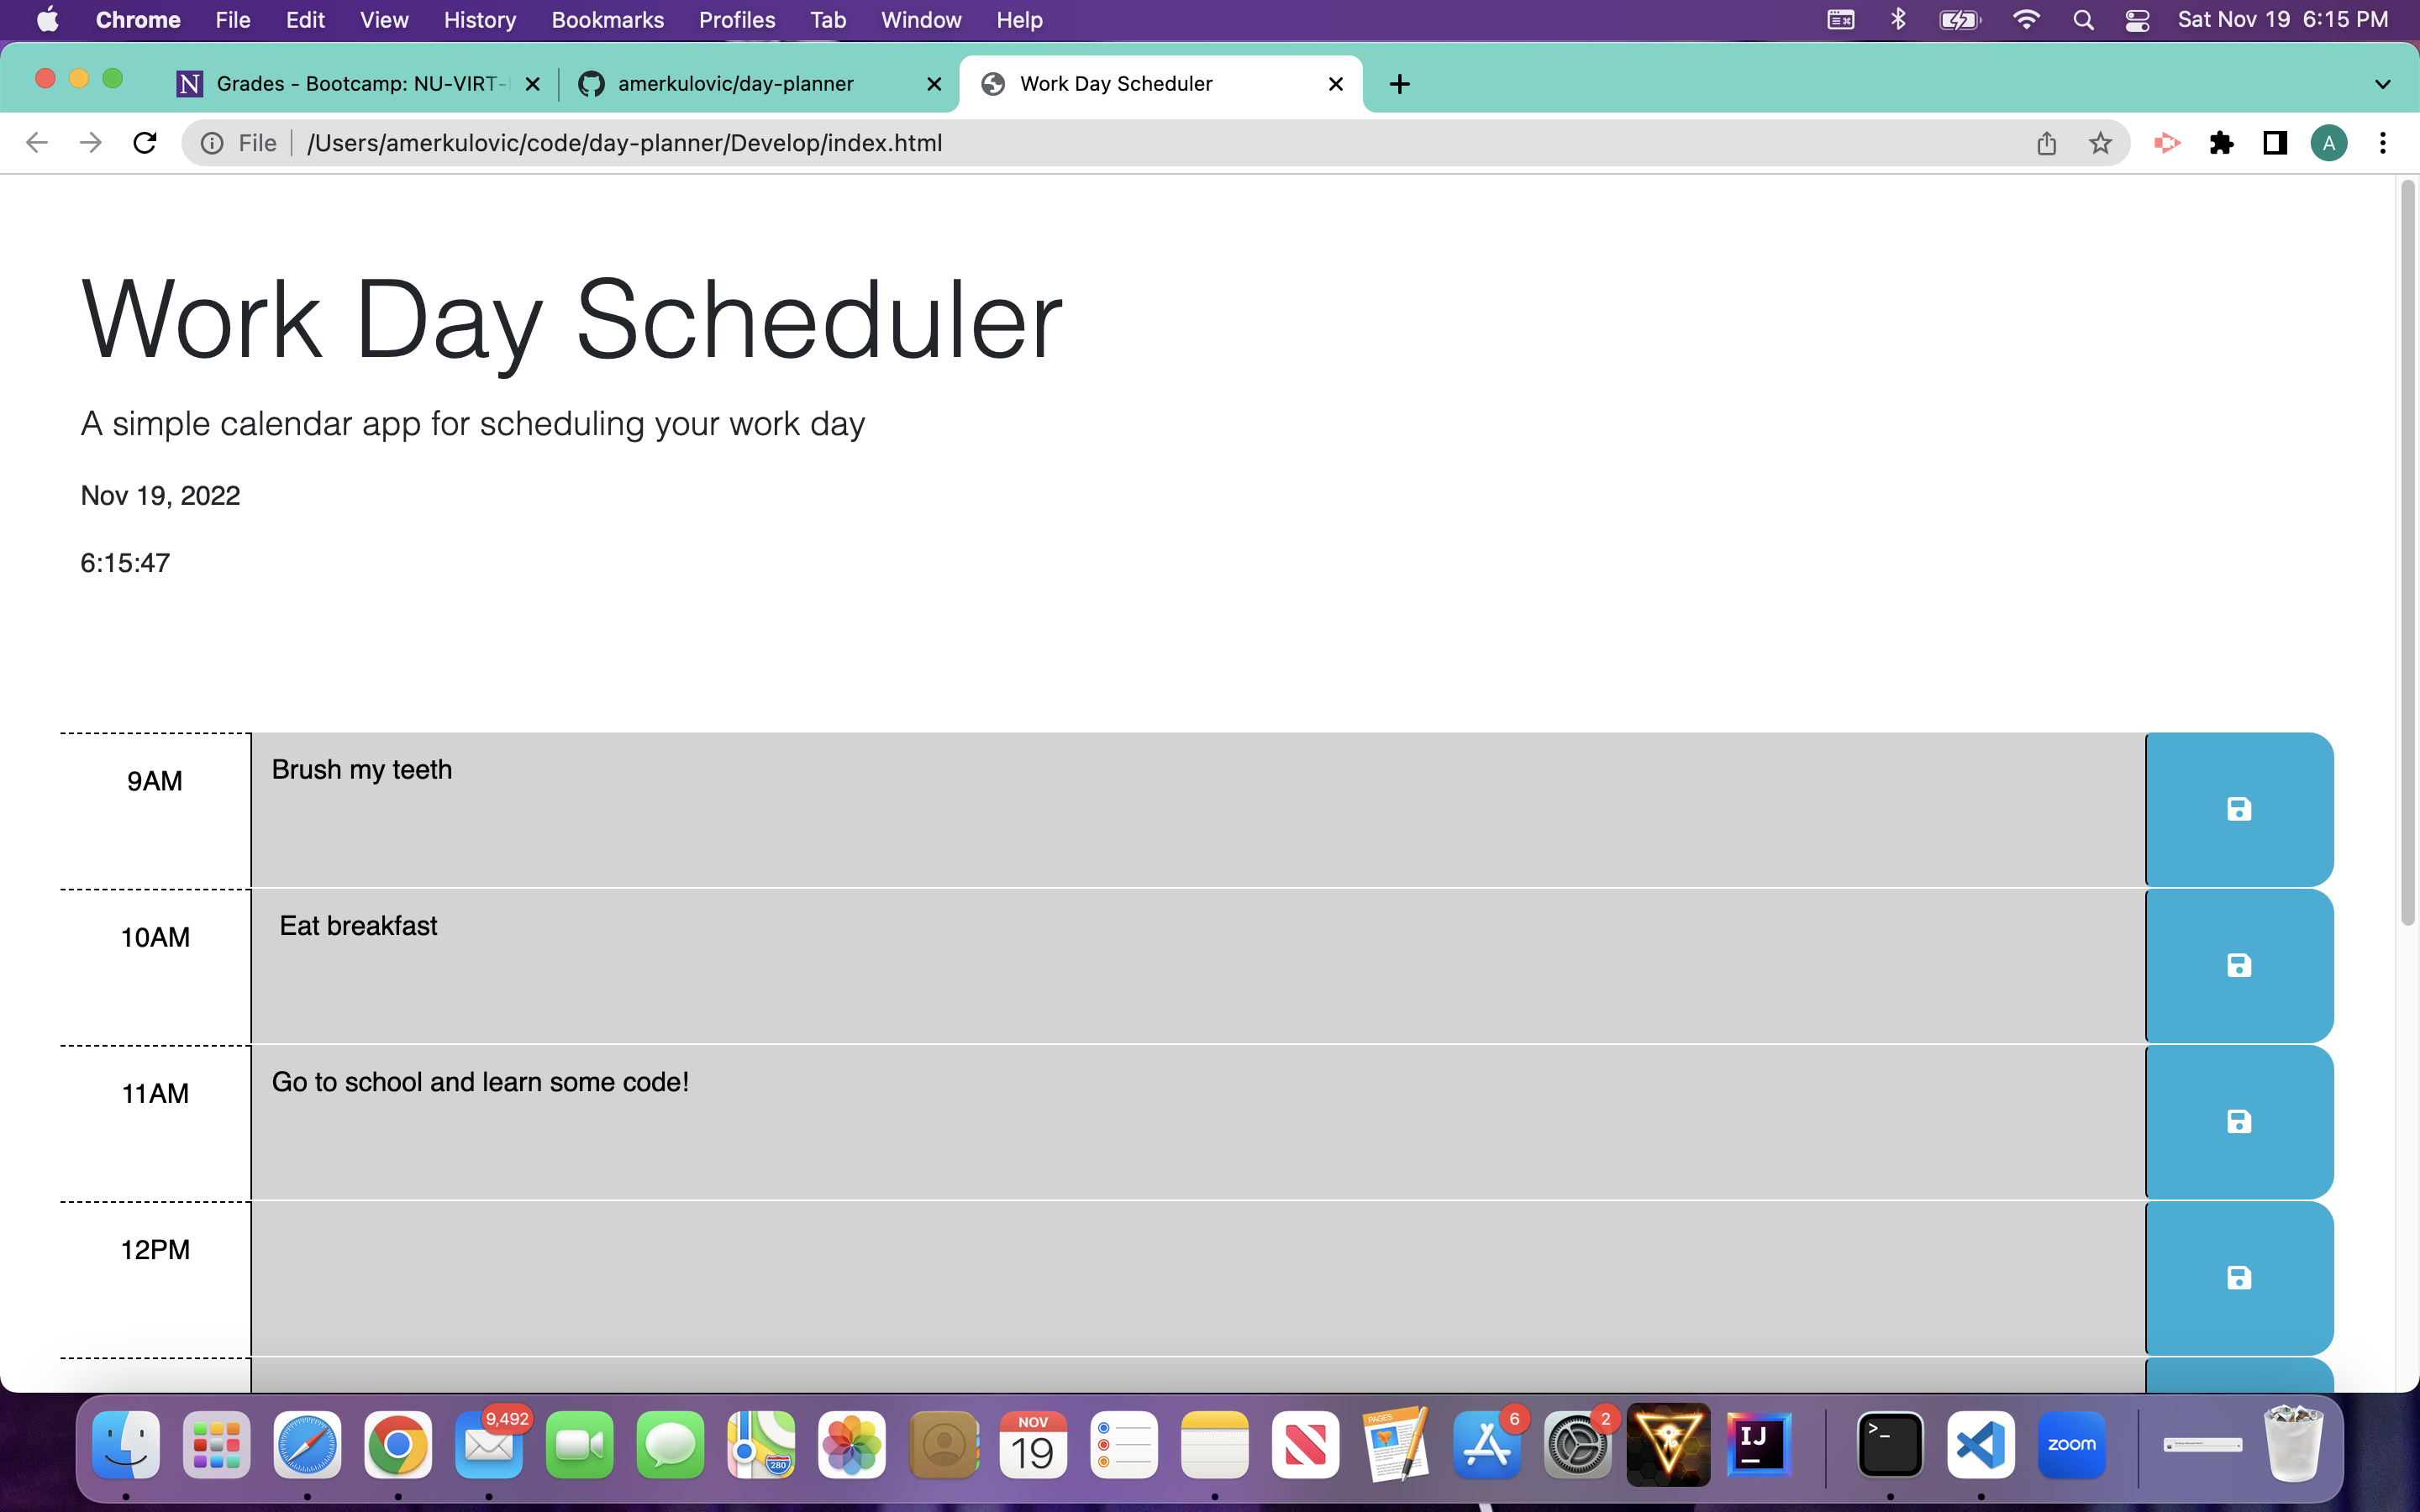 Chrome File Edit View History Bookmarks Profiles Tab Window Help Sat Nov 19 6:15 PM
N Grades - Bootcamp: NU-VIRT- amerkulovic/day-planner Work Day Scheduler
File /Users/amerkulovic/code/day-planner/Develop/index.html A
Work Day Scheduler
A simple calendar app for scheduling your work day
Nov 19, 2022
6:15:47
9AM Brush my teeth
10AM Eat breakfast
11AM Go to school and learn some code!
12PM
9,492 280 NOV 19 PAGES 6 2 IJ >_ zoom